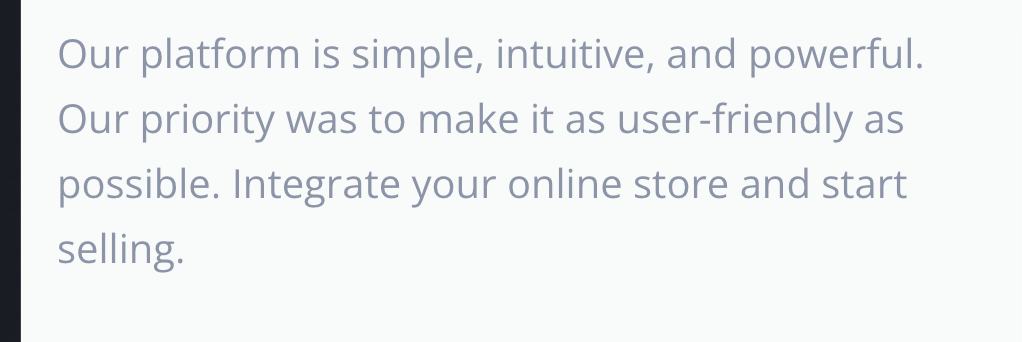 Our platform is simple, intuitive, and powerful.
Our priority was to make it as user-friendly as
possible. Integrate your online store and start
selling.